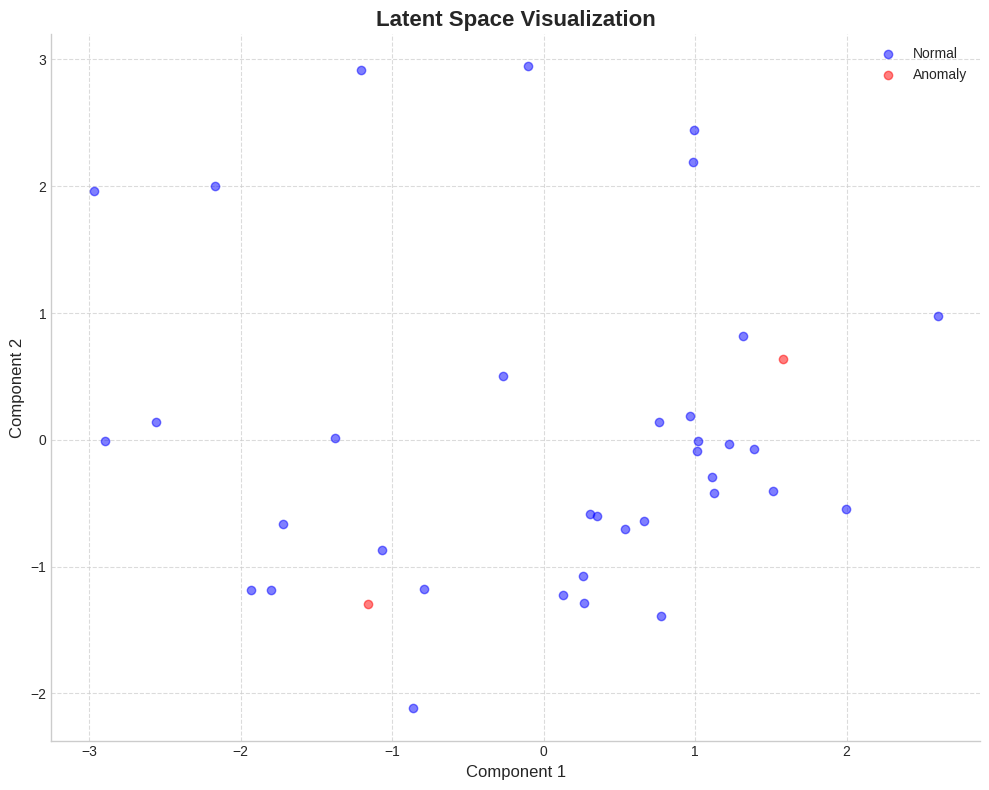 Latent Space Visualization
Normal
Anomaly
3
2
1
0
−1
−2
Component 2
−3
−2
−1
0
1
2
Component 1